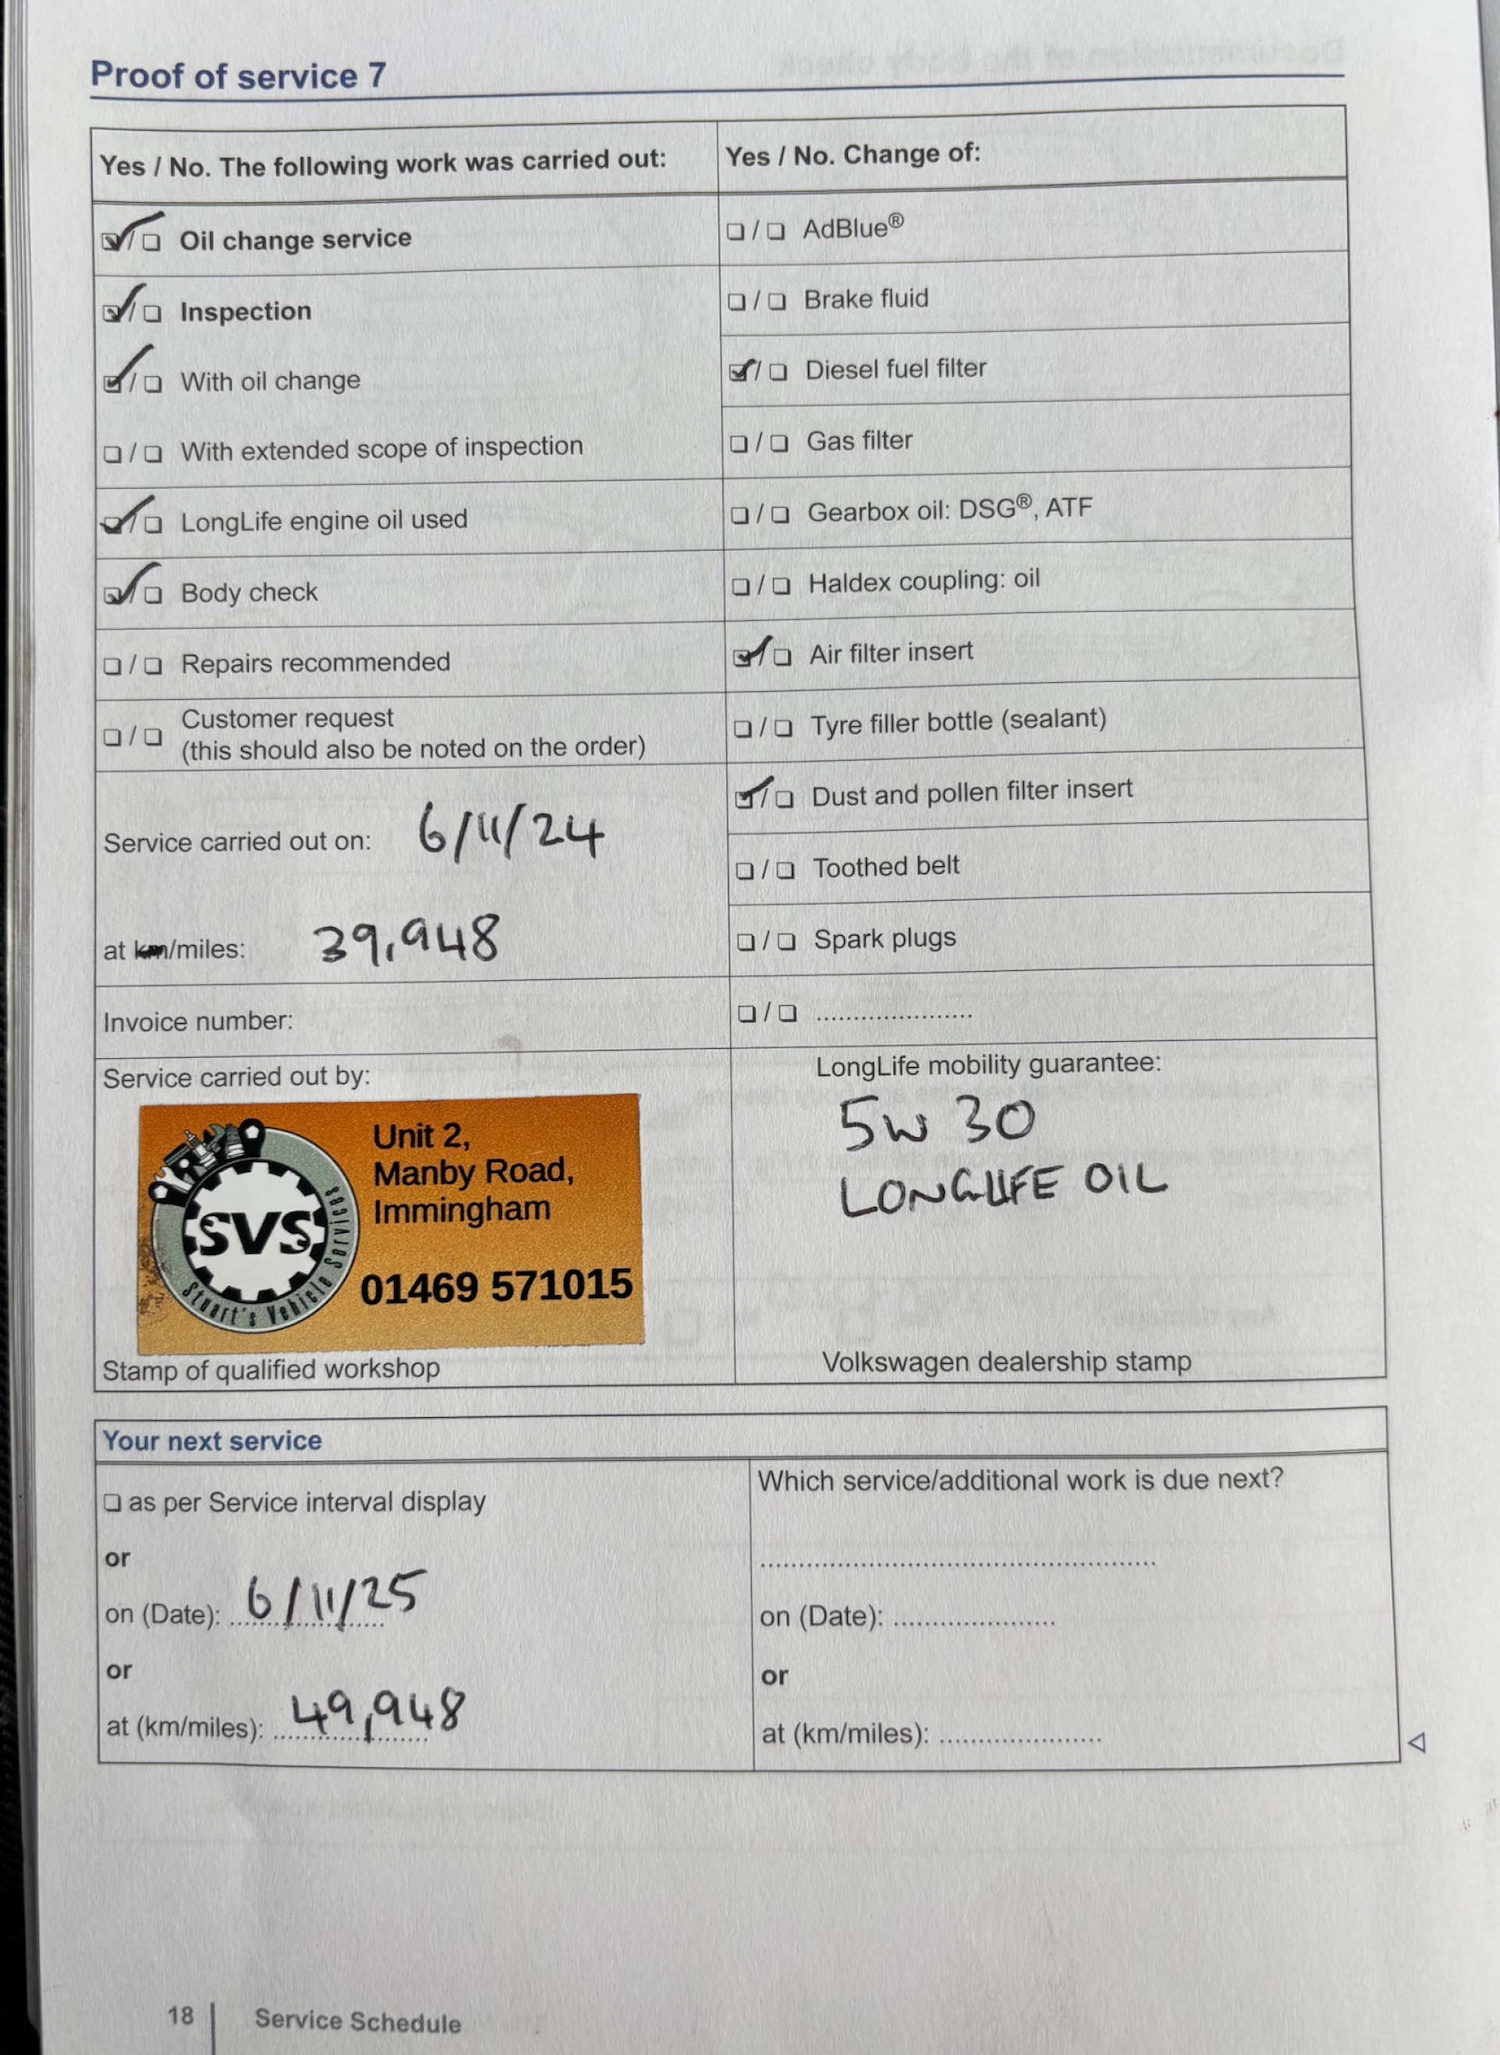 Proof of service 7
Yes / No. The following work was carried out:
Oil change service
Inspection
With oil change
With extended scope of inspection
LongLife engine oil used
Body check
Repairs recommended
Customer request
(this should also be noted on the order)
Service carried out on: 6/11/24
at km/miles: 39,948
Invoice number:
Service carried out by:
SVS
Stuart's Vehicle Services
Unit 2,
Manby Road,
Immingham
01469 571015
Stamp of qualified workshop
Yes / No. Change of:
AdBlue®
Brake fluid
Diesel fuel filter
Gas filter
Gearbox oil: DSG®, ATF
Haldex coupling: oil
Air filter insert
Tyre filler bottle (sealant)
Dust and pollen filter insert
Toothed belt
Spark plugs
LongLife mobility guarantee:
5W 30
LONGLIFE OIL
Volkswagen dealership stamp
Your next service
as per Service interval display
or
on (Date): 6/11/25
or
at (km/miles): 49,948
Which service/additional work is due next?
on (Date):
or
at (km/miles):
18
Service Schedule